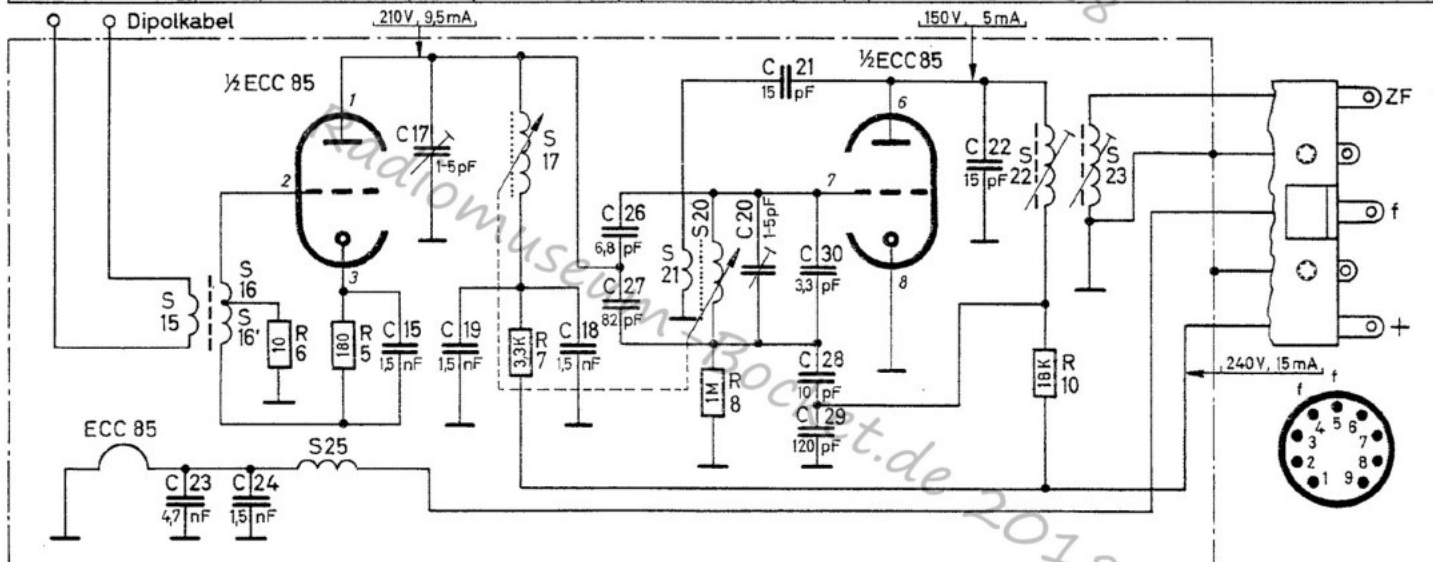 Dipolkabel
210V, 9,5mA
150V, 5mA
½ECC 85
1
2
3
C17
1-5pF
S
17
C 21
15 pF
½ECC 85
6
7
8
C 22
15 pF
S
22
S
23
ZF
f
+
C 26
6,8 pF
C 27
82 pF
S
21
S20
C 20
1-5pF
C 30
3,3 pF
S
15
S
16
S
16'
10
R
6
180
R
5
C 15
1,5 nF
C 19
1,5 nF
3,3K
R
7
C 18
1,5 nF
1M
R
8
C 28
10 pF
C 29
120 pF
18K
R
10
240V, 15mA
ECC 85
S25
C 23
4,7 nF
C 24
1,5 nF
f f
1 2 3 4 5 6 7 8 9
Radiomuseum-Bocket.de 2018
8